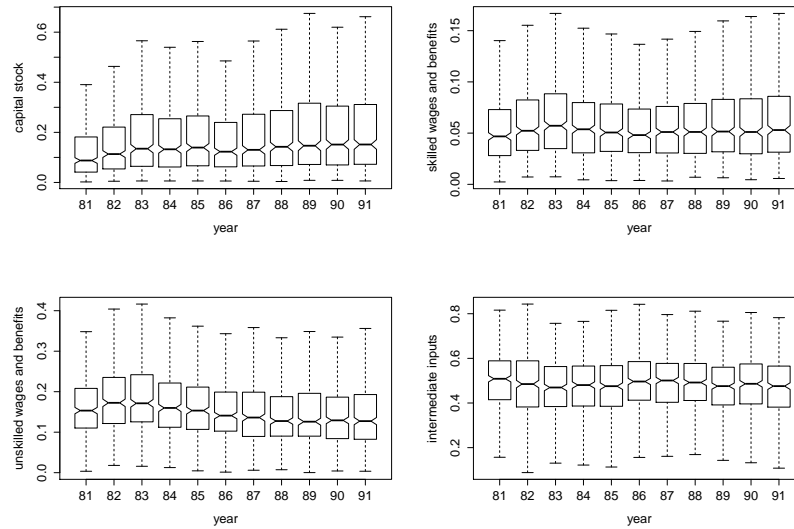 capital stock
0.6
0.4
0.2
0.0
81 82 83 84 85 86 87 88 89 90 91
year
skilled wages and benefits
0.15
0.10
0.05
0.00
81 82 83 84 85 86 87 88 89 90 91
year
unskilled wages and benefits
0.4
0.3
0.2
0.1
0.0
81 82 83 84 85 86 87 88 89 90 91
year
intermediate inputs
0.8
0.6
0.4
0.2
81 82 83 84 85 86 87 88 89 90 91
year